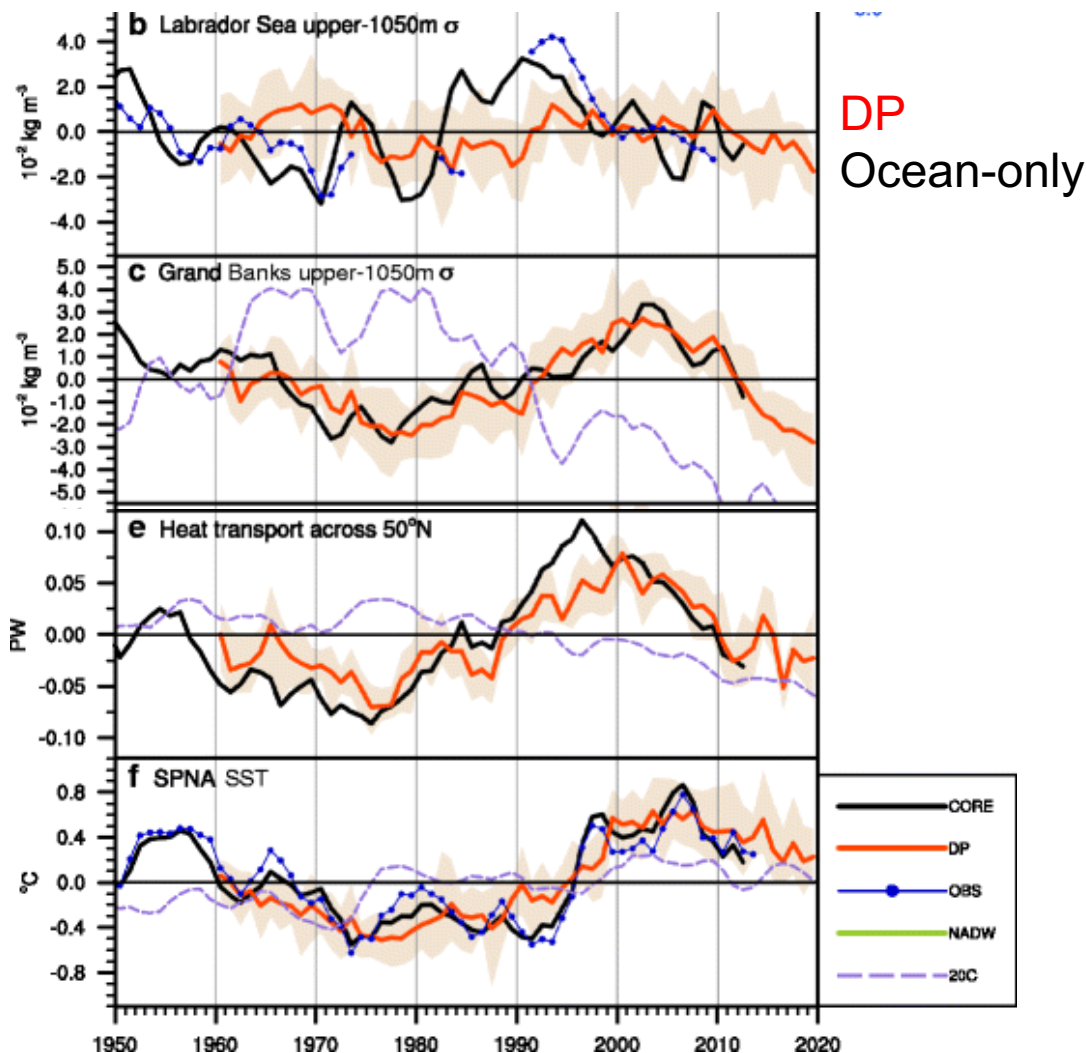 b Labrador Sea upper-1050m σ
4.0
2.0
0.0
-2.0
-4.0
10⁻² kg m⁻³
DP
Ocean-only
c Grand Banks upper-1050m σ
5.0
4.0
3.0
2.0
1.0
0.0
-1.0
-2.0
-3.0
-4.0
-5.0
10⁻² kg m⁻³
e Heat transport across 50°N
0.10
0.05
0.00
-0.05
-0.10
PW
f SPNA SST
0.8
0.4
0.0
-0.4
-0.8
°C
CORE
DP
OBS
NADW
20C
1950 1960 1970 1980 1990 2000 2010 2020